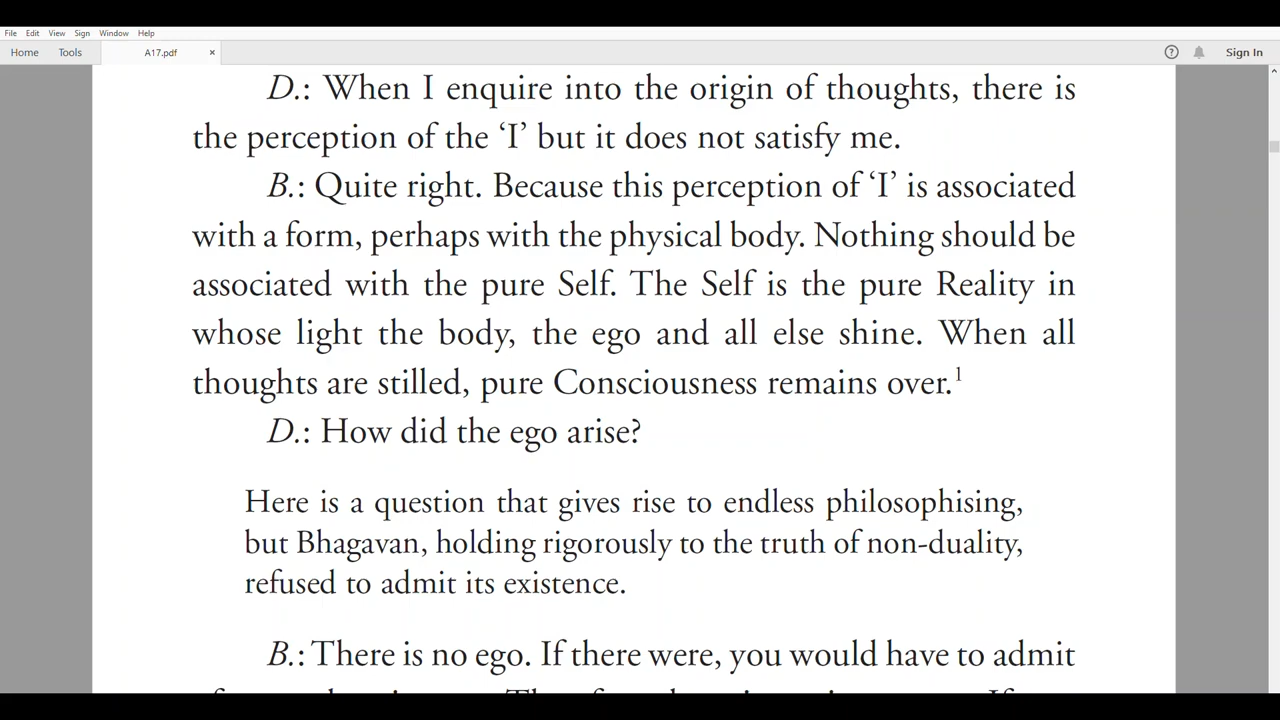 File Edit View Sign Window Help
Home Tools A17.pdf × ? Sign In
D.: When I enquire into the origin of thoughts, there is
the perception of the ‘I’ but it does not satisfy me.
B.: Quite right. Because this perception of ‘I’ is associated
with a form, perhaps with the physical body. Nothing should be
associated with the pure Self. The Self is the pure Reality in
whose light the body, the ego and all else shine. When all
thoughts are stilled, pure Consciousness remains over.1
D.: How did the ego arise?
Here is a question that gives rise to endless philosophising,
but Bhagavan, holding rigorously to the truth of non-duality,
refused to admit its existence.
B.: There is no ego. If there were, you would have to admit